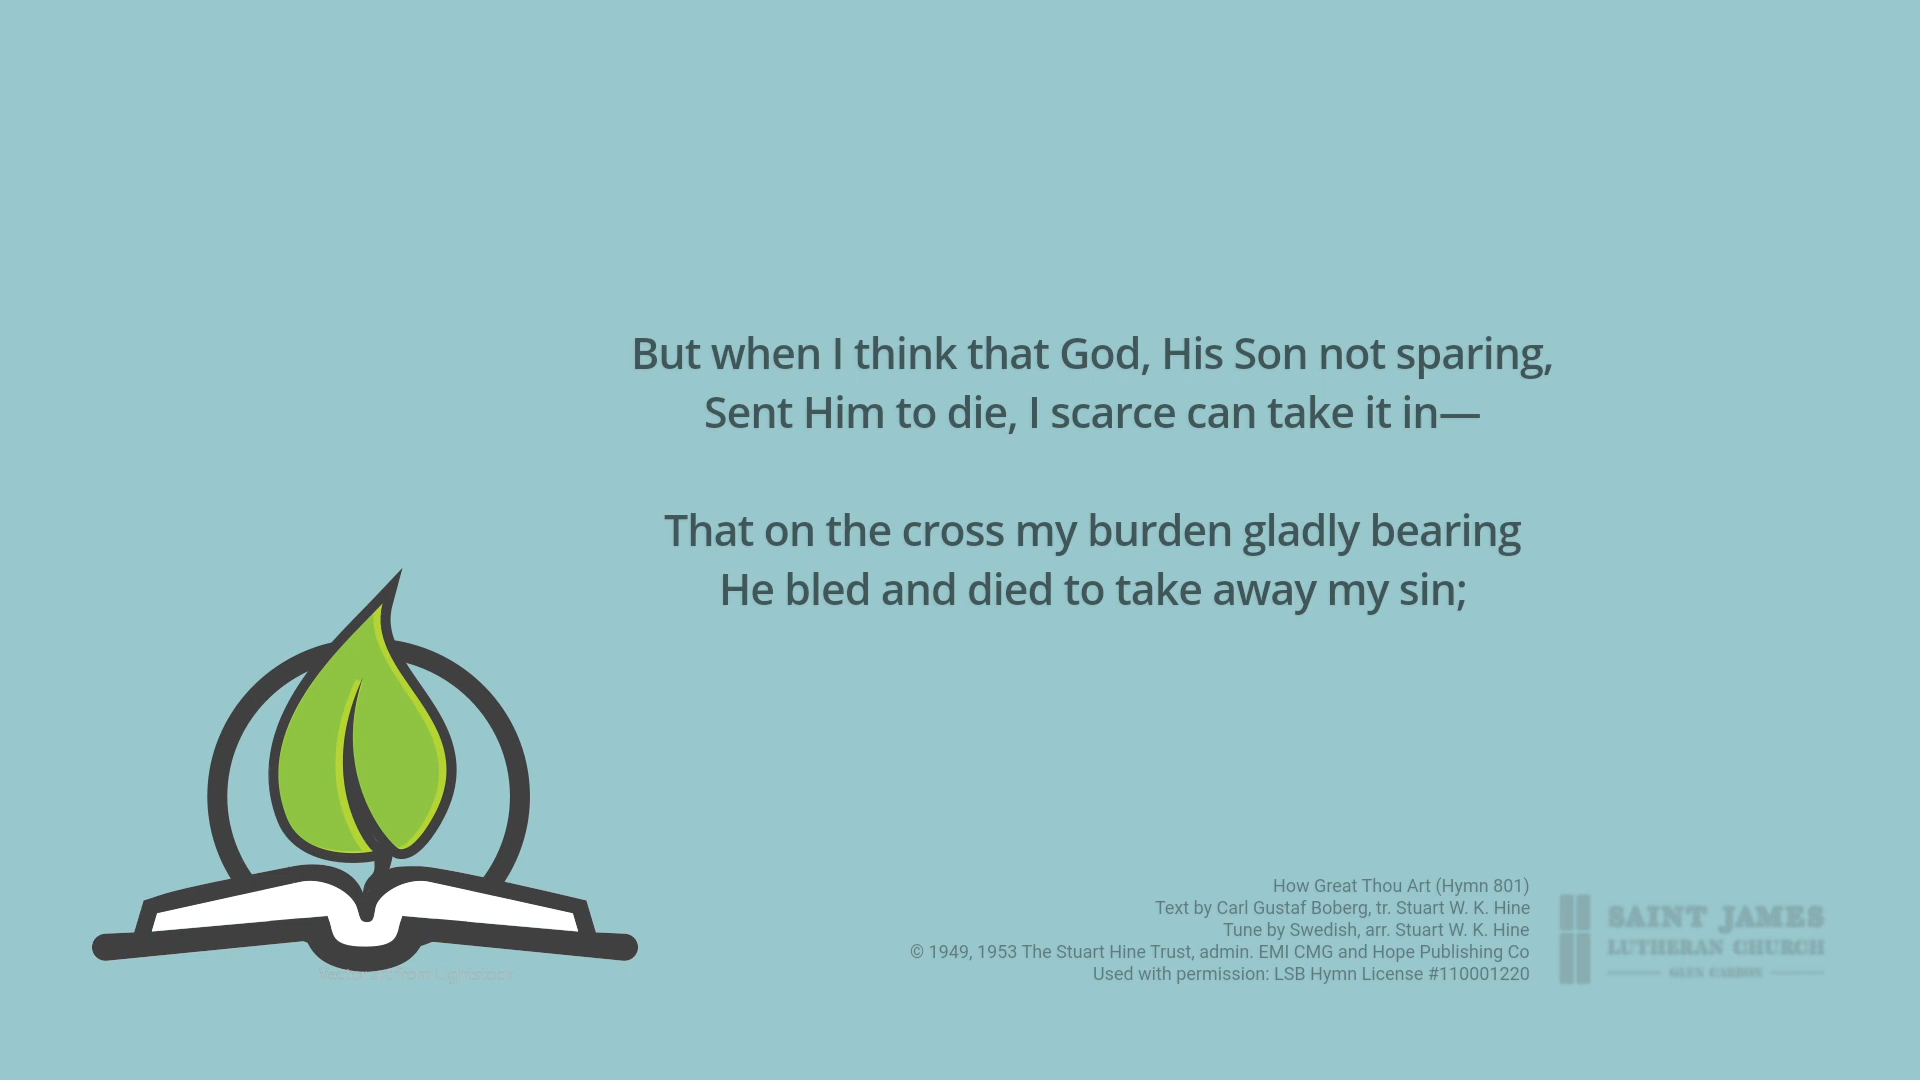 But when I think that God, His Son not sparing,
Sent Him to die, I scarce can take it in—
That on the cross my burden gladly bearing
He bled and died to take away my sin;
How Great Thou Art (Hymn 801)
Text by Carl Gustaf Boberg, tr. Stuart W. K. Hine
Tune by Swedish, arr. Stuart W. K. Hine
© 1949, 1953 The Stuart Hine Trust, admin. EMI CMG and Hope Publishing Co
Used with permission: LSB Hymn License #110001220
SAINT JAMES
LUTHERAN CHURCH
GLEN CARBON
from Lightstock